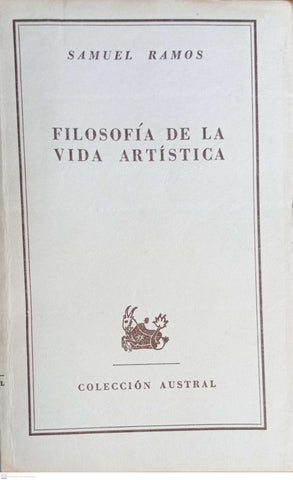 SAMUEL RAMOS
FILOSOFÍA DE LA
VIDA ARTÍSTICA
COLECCIÓN AUSTRAL